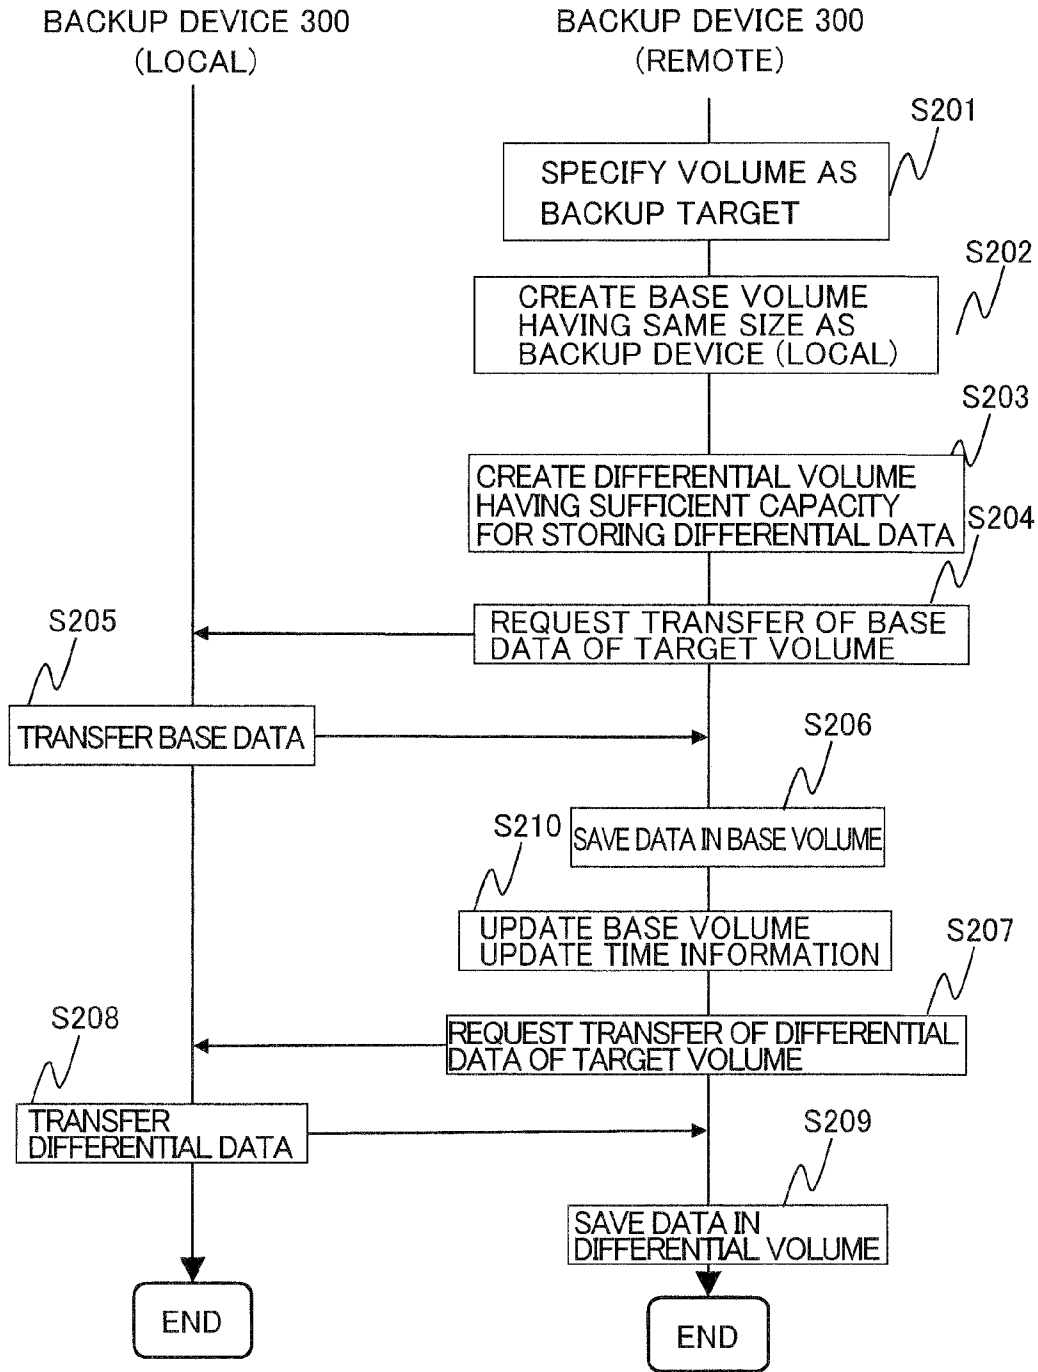 BACKUP DEVICE 300
(LOCAL)
BACKUP DEVICE 300
(REMOTE)
S201
SPECIFY VOLUME AS
BACKUP TARGET
S202
CREATE BASE VOLUME
HAVING SAME SIZE AS
BACKUP DEVICE (LOCAL)
S203
CREATE DIFFERENTIAL VOLUME
HAVING SUFFICIENT CAPACITY
FOR STORING DIFFERENTIAL DATA
S204
REQUEST TRANSFER OF BASE
DATA OF TARGET VOLUME
S205
TRANSFER BASE DATA
S206
SAVE DATA IN BASE VOLUME
S210
UPDATE BASE VOLUME
UPDATE TIME INFORMATION
S207
REQUEST TRANSFER OF DIFFERENTIAL
DATA OF TARGET VOLUME
S208
TRANSFER
DIFFERENTIAL DATA
S209
SAVE DATA IN
DIFFERENTIAL VOLUME
END
END